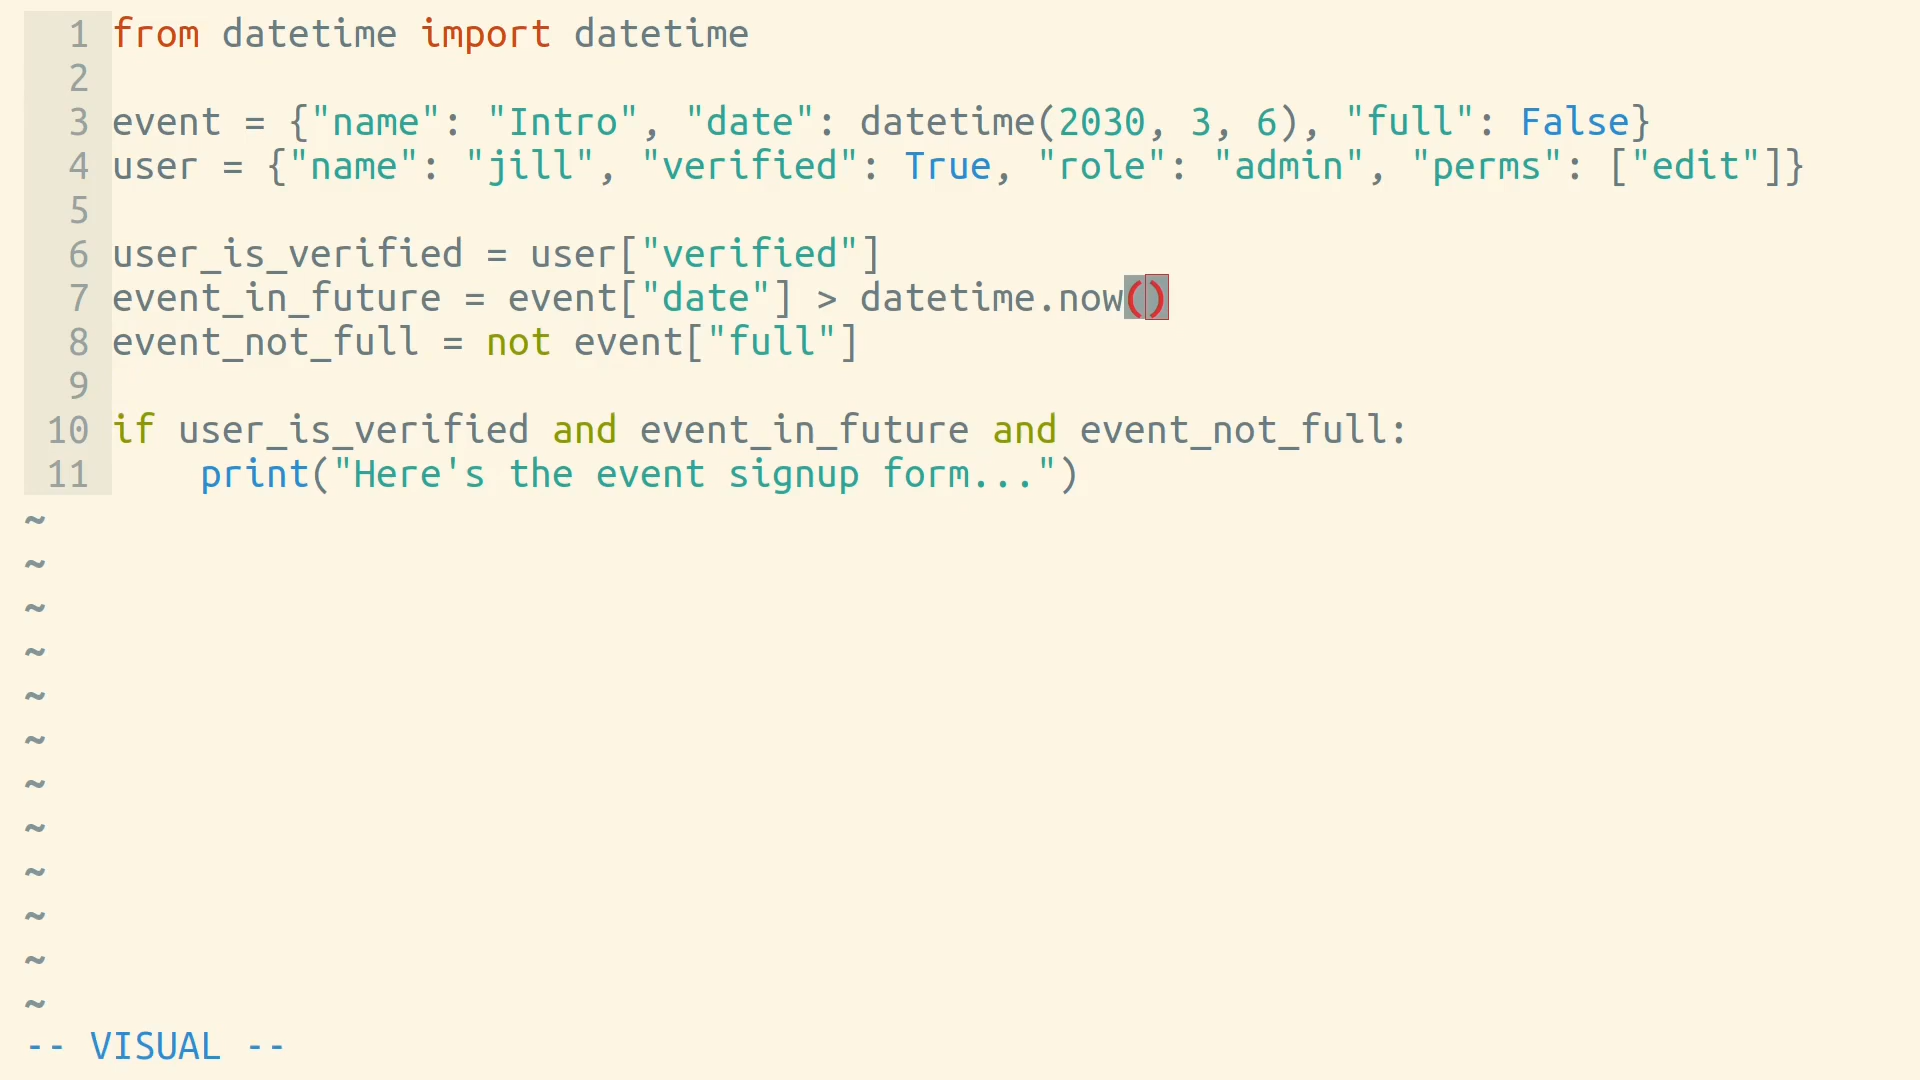 1 from datetime import datetime
2
3 event = {"name": "Intro", "date": datetime(2030, 3, 6), "full": False}
4 user = {"name": "jill", "verified": True, "role": "admin", "perms": ["edit"]}
5
6 user_is_verified = user["verified"]
7 event_in_future = event["date"] > datetime.now()
8 event_not_full = not event["full"]
9
10 if user_is_verified and event_in_future and event_not_full:
11     print("Here's the event signup form...")
~
~
~
~
~
~
~
~
~
~
~
~
-- VISUAL --